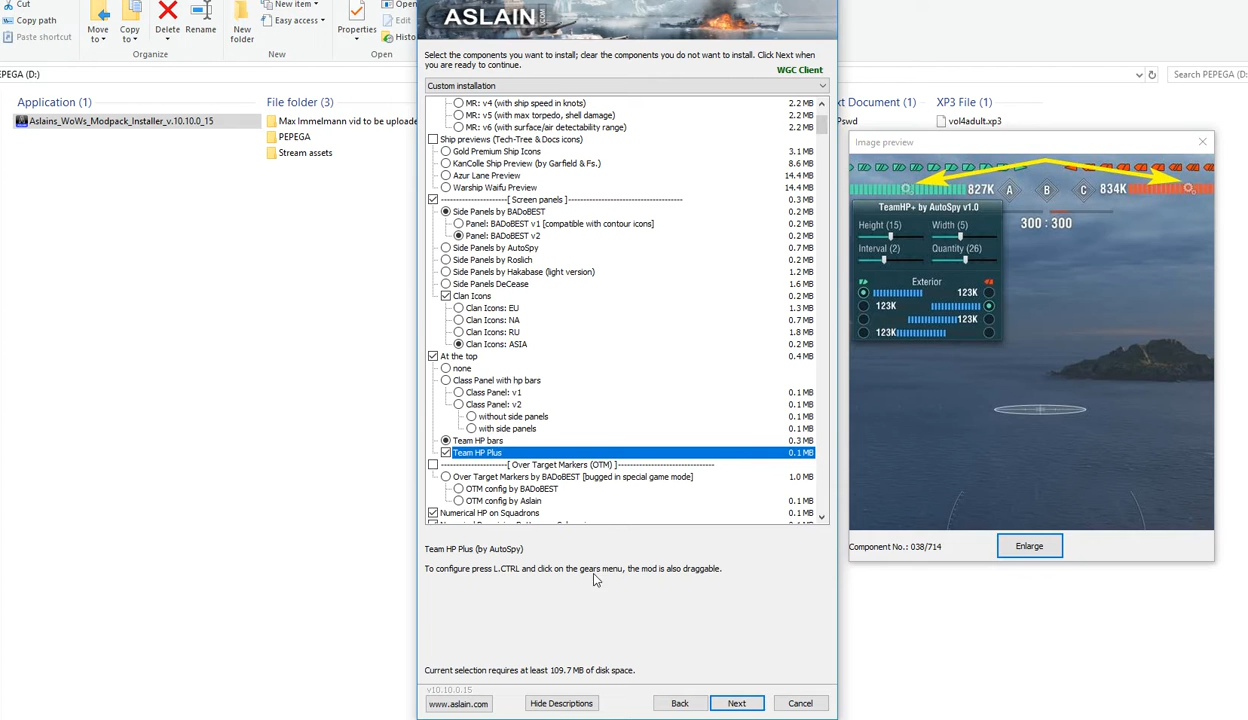 Cut
Copy path
Paste shortcut
Move to
Copy to
Delete
Rename
New folder
New item
Easy access
Properties
Open
Edit
Histo
Organize
New
Open
EPEGA (D:)
Search PEPEGA (D:)
Application (1)
Aslains_WoWs_Modpack_Installer_v.10.10.0_15
File folder (3)
Max Immelmann vid to be uploade
PEPEGA
Stream assets
xt Document (1)
Pswd
XP3 File (1)
vol4adult.xp3
ASLAIN.COM
Select the components you want to install; clear the components you do not want to install. Click Next when
you are ready to continue.
WGC Client
Custom installation
MR: v4 (with ship speed in knots) 2.2 MB
MR: v5 (with max torpedo, shell damage) 2.2 MB
MR: v6 (with surface/air detectability range) 2.2 MB
Ship previews (Tech-Tree & Docs icons)
Gold Premium Ship Icons 3.1 MB
KanColle Ship Preview (by Garfield & Fs.) 8.6 MB
Azur Lane Preview 14.4 MB
Warship Waifu Preview 14.4 MB
----------------------[ Screen panels ]------------------------------- 0.3 MB
Side Panels by BADoBEST 0.2 MB
Panel: BADoBEST v1 [compatible with contour icons] 0.2 MB
Panel: BADoBEST v2 0.2 MB
Side Panels by AutoSpy 0.7 MB
Side Panels by Roslich 0.2 MB
Side Panels by Hakabase (light version) 1.2 MB
Side Panels DeCease 1.6 MB
Clan Icons 0.2 MB
Clan Icons: EU 1.3 MB
Clan Icons: NA 0.7 MB
Clan Icons: RU 1.8 MB
Clan Icons: ASIA 0.2 MB
At the top 0.4 MB
none
Class Panel with hp bars
Class Panel: v1 0.1 MB
Class Panel: v2 0.1 MB
without side panels 0.1 MB
with side panels 0.1 MB
Team HP bars 0.3 MB
Team HP Plus 0.1 MB
----------------------[ Over Target Markers (OTM) ]-------------------------------
Over Target Markers by BADoBEST [bugged in special game mode] 1.0 MB
OTM config by BADoBEST
OTM config by Aslain 0.1 MB
Numerical HP on Squadrons 0.1 MB
Team HP Plus (by AutoSpy)
To configure press L.CTRL and click on the gears menu, the mod is also draggable.
Current selection requires at least 109.7 MB of disk space.
v10.10.0.15
www.aslain.com
Hide Descriptions
Back
Next
Cancel
Image preview
827K A B C 834K
300 : 300
TeamHP+ by AutoSpy v1.0
Height (15) Width (5)
Interval (2) Quantity (26)
Exterior
123K
123K
123K
123K
Component No.: 038/714
Enlarge